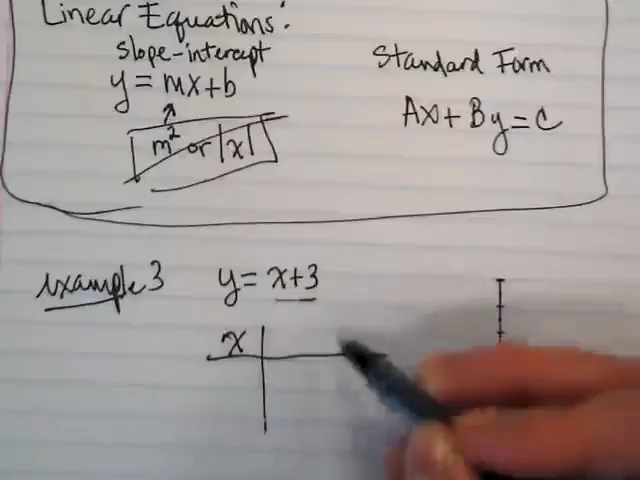 Linear Equations:
slope-intercept
y = mx + b
m² or |x|
Standard Form
Ax + By = C
example 3 y = x+3
x